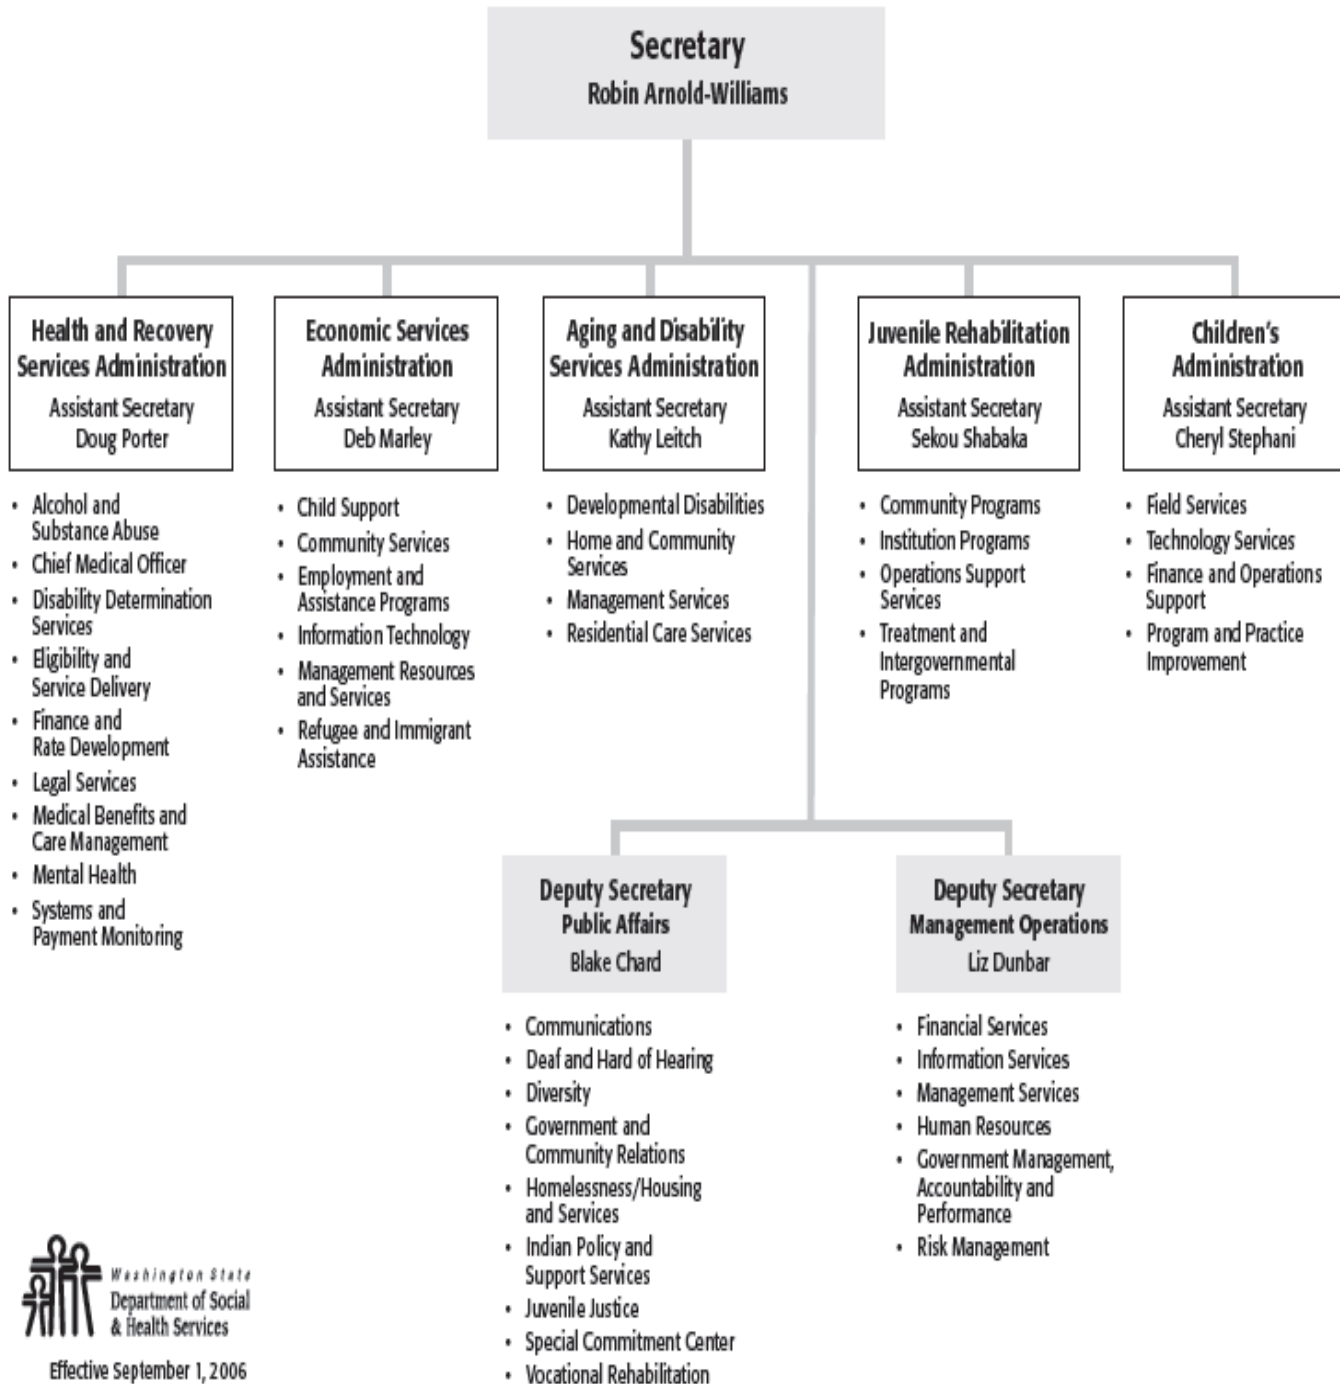 Secretary
Robin Arnold-Williams
Health and Recovery
Services Administration
Assistant Secretary
Doug Porter
• Alcohol and
Substance Abuse
• Chief Medical Officer
• Disability Determination
Services
• Eligibility and
Service Delivery
• Finance and
Rate Development
• Legal Services
• Medical Benefits and
Care Management
• Mental Health
• Systems and
Payment Monitoring
Economic Services
Administration
Assistant Secretary
Deb Marley
• Child Support
• Community Services
• Employment and
Assistance Programs
• Information Technology
• Management Resources
and Services
• Refugee and Immigrant
Assistance
Aging and Disability
Services Administration
Assistant Secretary
Kathy Leitch
• Developmental Disabilities
• Home and Community
Services
• Management Services
• Residential Care Services
Juvenile Rehabilitation
Administration
Assistant Secretary
Sekou Shabaka
• Community Programs
• Institution Programs
• Operations Support
Services
• Treatment and
Intergovernmental
Programs
Children's
Administration
Assistant Secretary
Cheryl Stephani
• Field Services
• Technology Services
• Finance and Operations
Support
• Program and Practice
Improvement
Deputy Secretary
Public Affairs
Blake Chard
• Communications
• Deaf and Hard of Hearing
• Diversity
• Government and
Community Relations
• Homelessness/Housing
and Services
• Indian Policy and
Support Services
• Juvenile Justice
• Special Commitment Center
• Vocational Rehabilitation
Deputy Secretary
Management Operations
Liz Dunbar
• Financial Services
• Information Services
• Management Services
• Human Resources
• Government Management,
Accountability and
Performance
• Risk Management
Washington State
Department of Social
& Health Services
Effective September 1, 2006